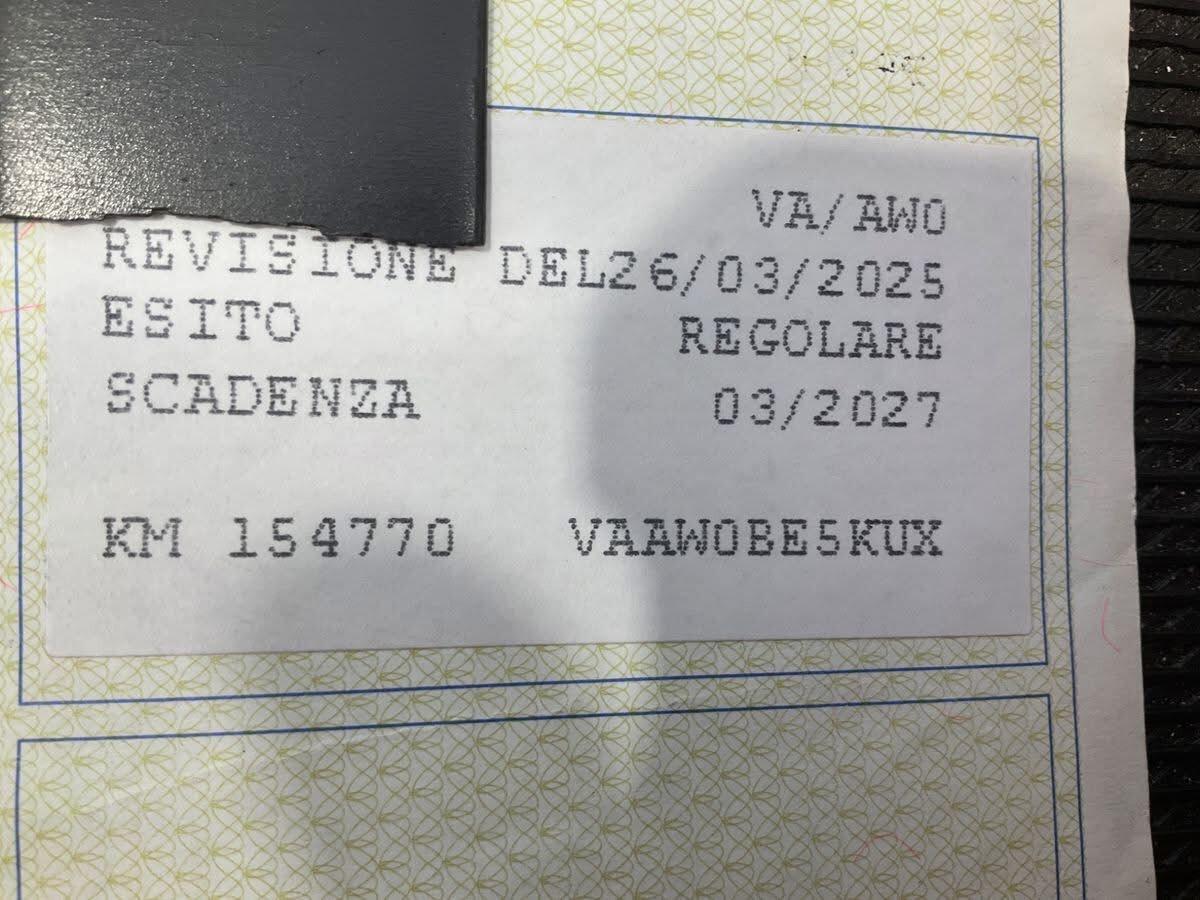 VA/AW0
REVISIONE DEL26/03/2025
ESITO REGOLARE
SCADENZA 03/2027
KM 154770 VAAW0BE5KUX